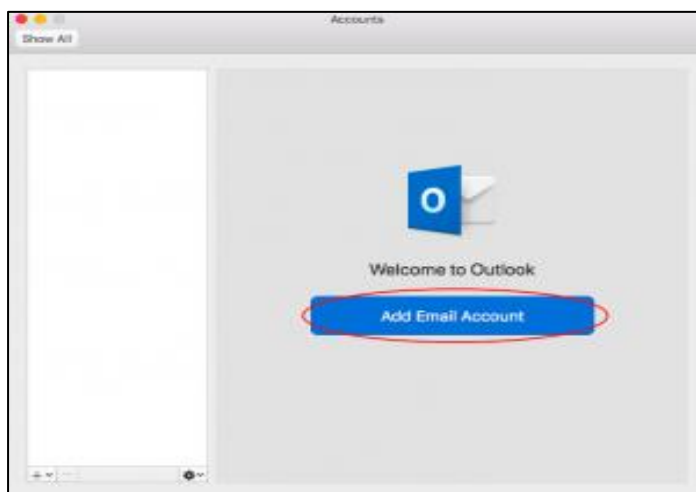 Accounts
Show All
O
Welcome to Outlook
Add Email Account